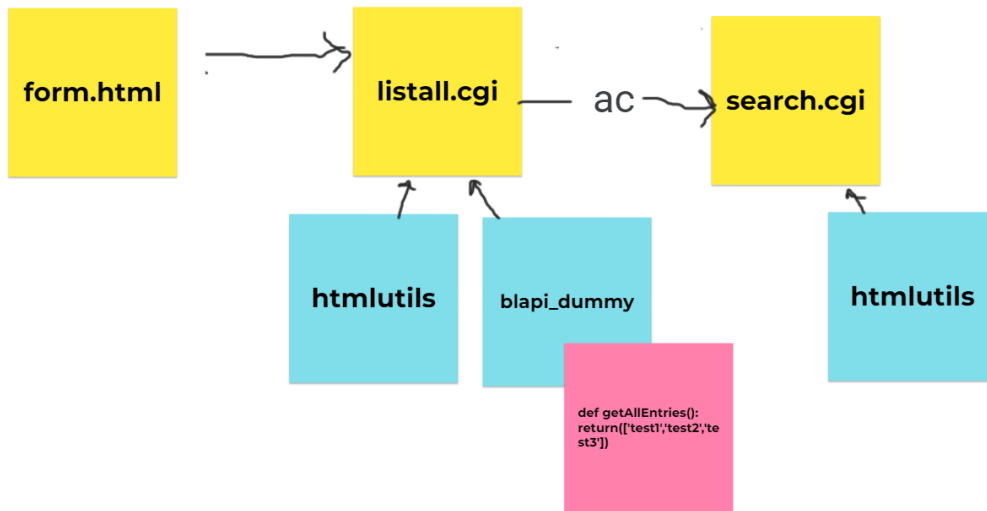 form.html
listall.cgi
ac
search.cgi
htmlutils
blapi_dummy
htmlutils
def getAllEntries():
return(['test1','test2','te
st3'])